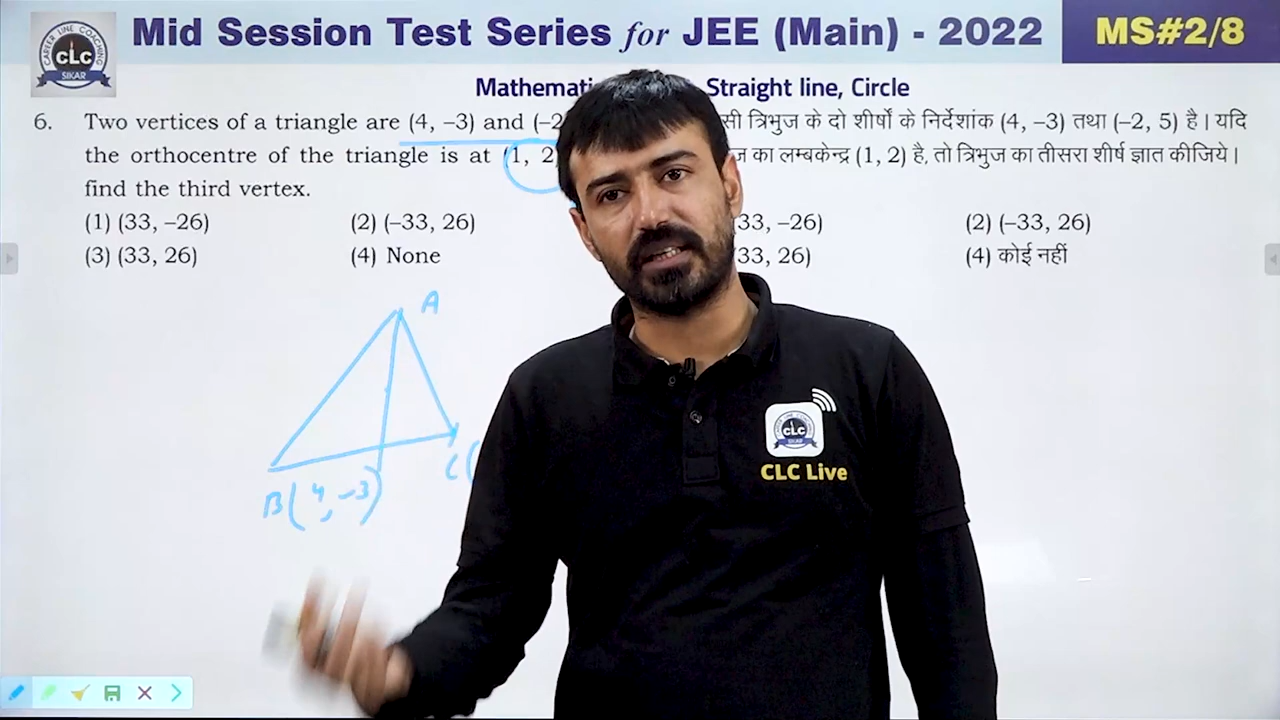 Mid Session Test Series for JEE (Main) - 2022
MS#2/8
CAREER LINE COACHING
CLC
SIKAR
Straight line, Circle
6. Two vertices of a triangle are (4, –3) and (–2
the orthocentre of the triangle is at (1, 2
find the third vertex.
(1) (33, –26) (2) (–33, 26)
(3) (33, 26) (4) None
त्रिभुज के दो शीर्षों के निर्देशांक (4, –3) तथा (–2, 5) है। यदि
का लम्बकेन्द्र (1, 2) है, तो त्रिभुज का तीसरा शीर्ष ज्ञात कीजिये।
33, –26) (2) (–33, 26)
33, 26) (4) कोई नहीं
A
B(4, –3)
C(
CLC
SIKAR
CLC Live